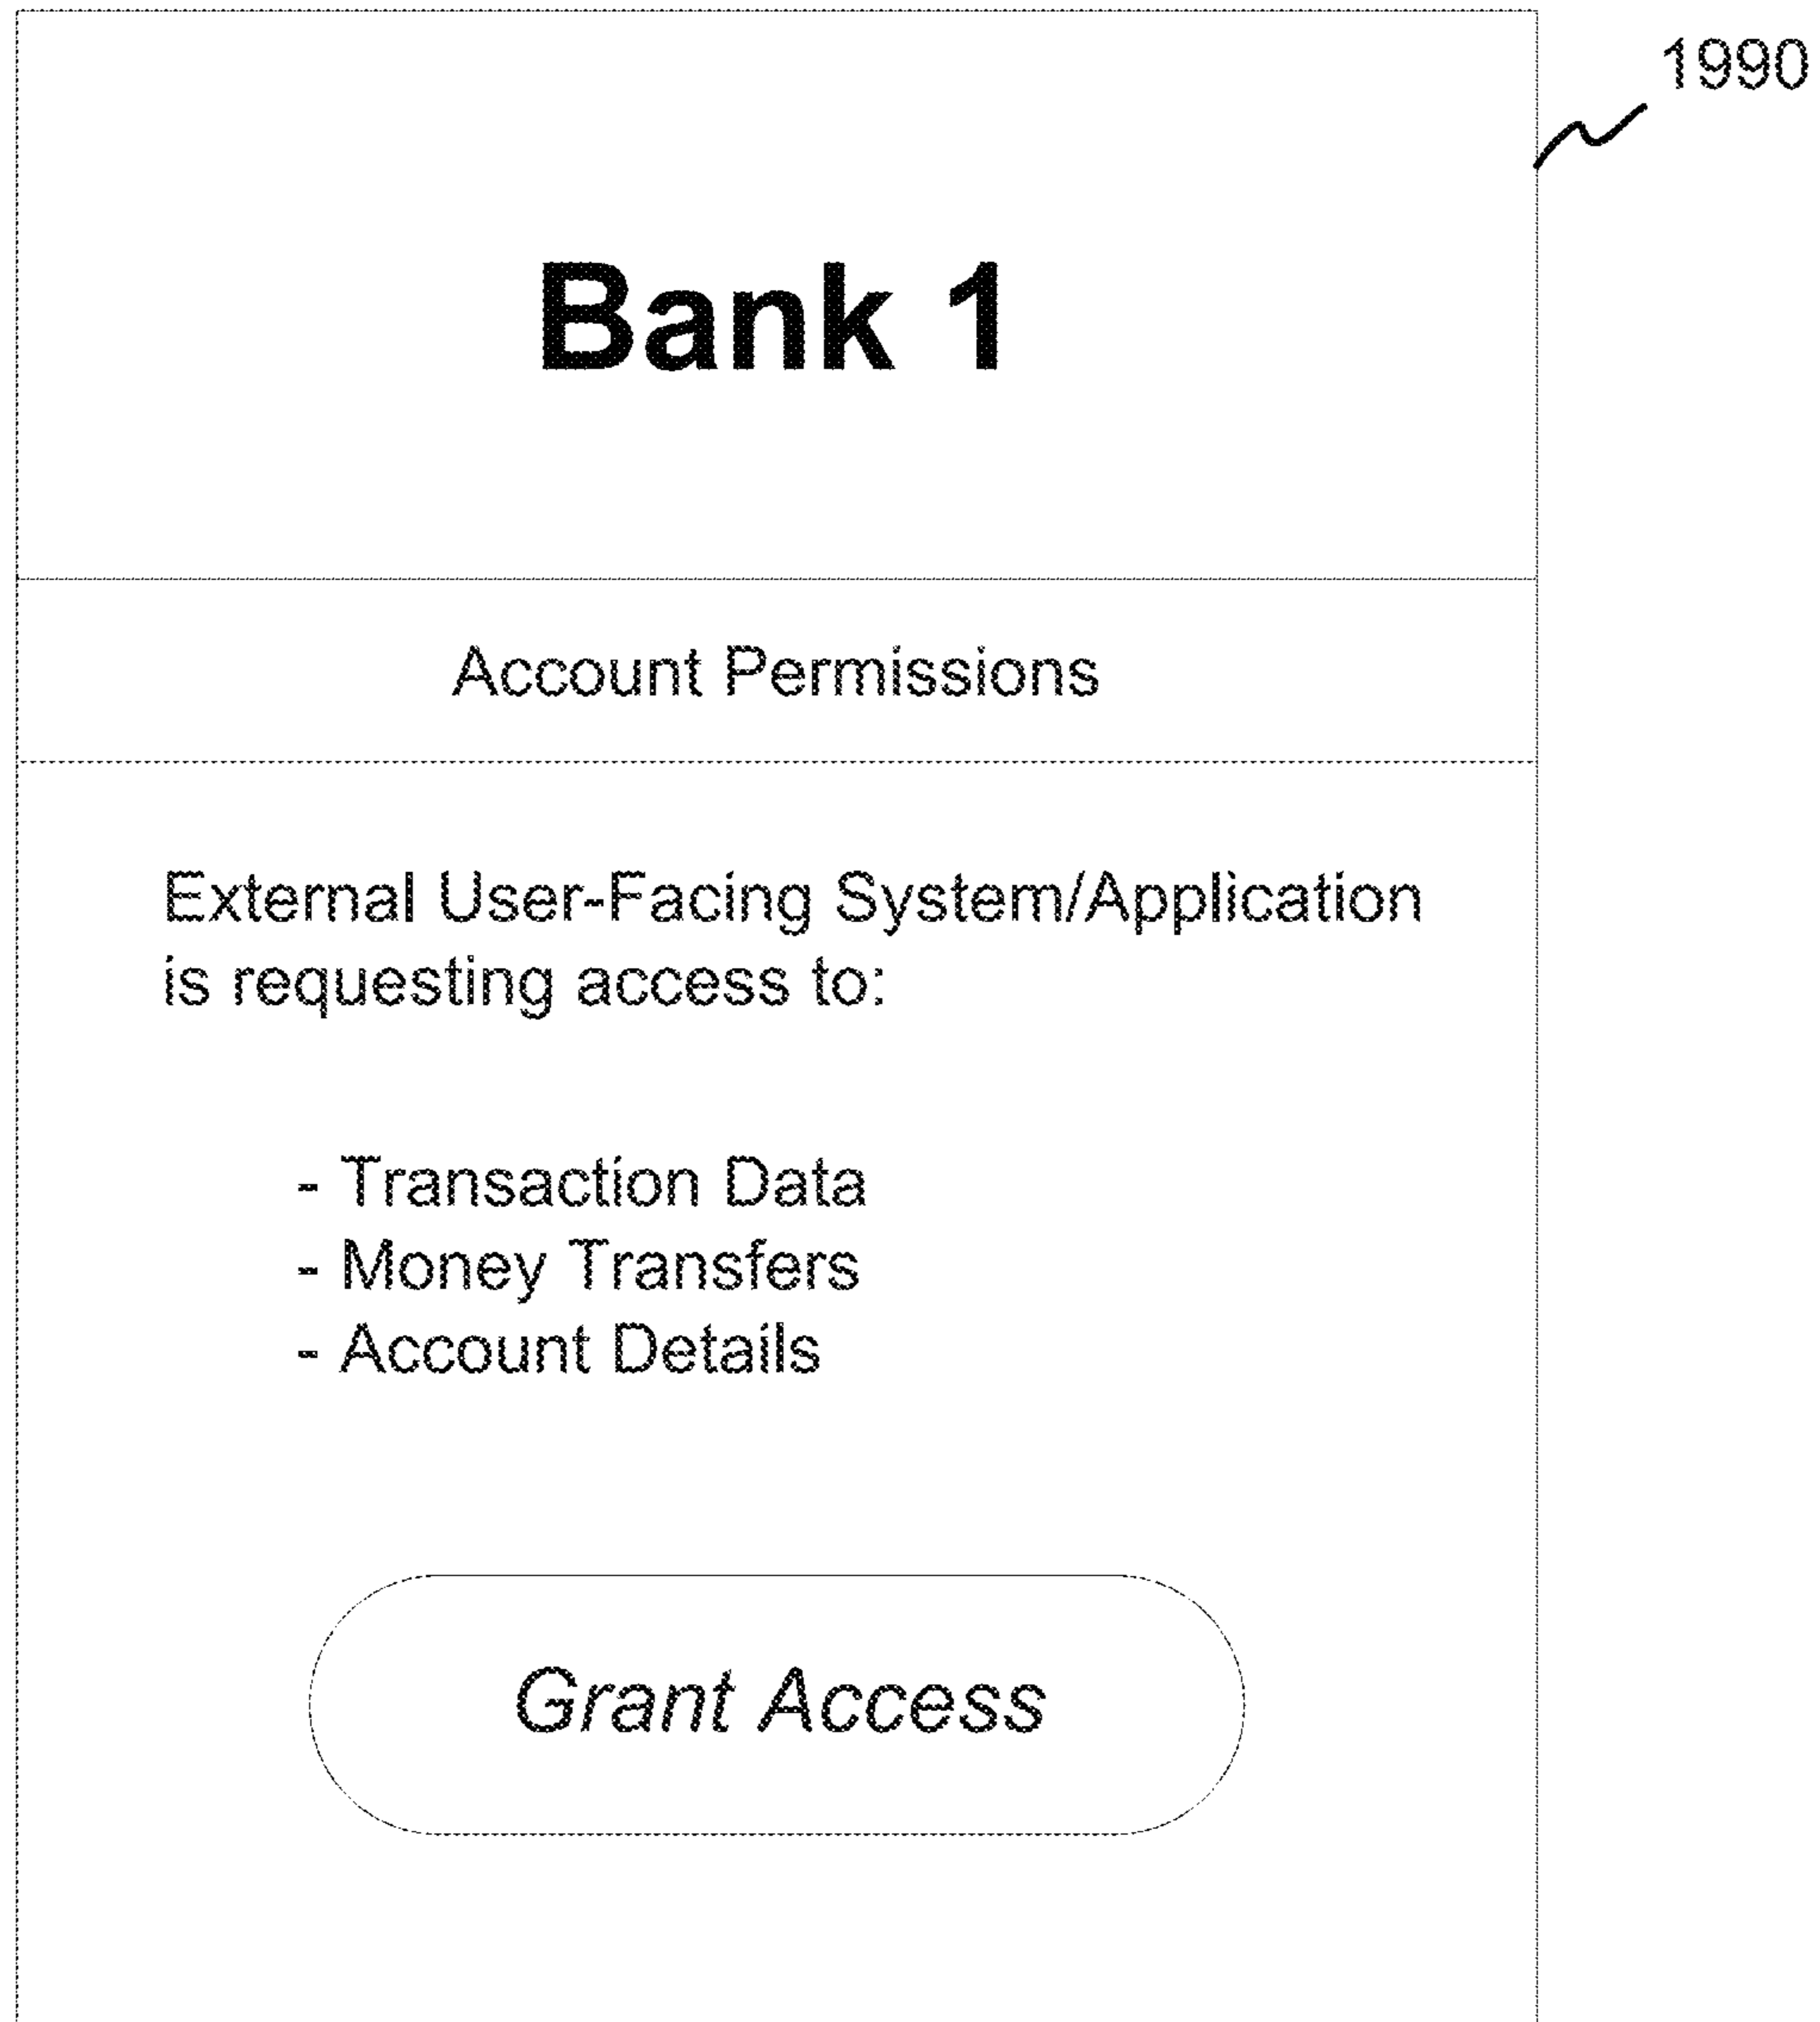 1990
Bank 1
Account Permissions
External User-Facing System/Application
is requesting access to:
- Transaction Data
- Money Transfers
- Account Details
Grant Access